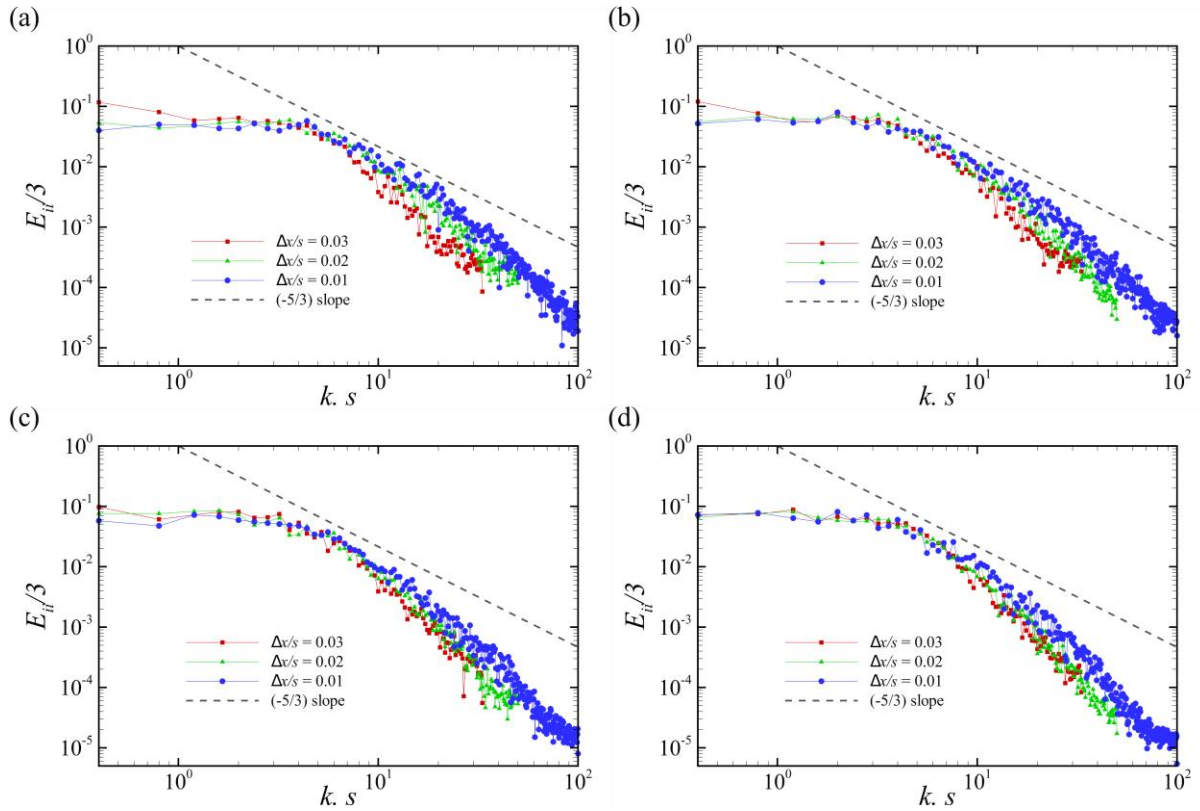 (a)
10^0
10^-1
10^-2
10^-3
10^-4
10^-5
E_ii/3
Δx/s = 0.03
Δx/s = 0.02
Δx/s = 0.01
(-5/3) slope
10^0
10^1
10^2
k. s
(b)
10^0
10^-1
10^-2
10^-3
10^-4
10^-5
E_ii/3
Δx/s = 0.03
Δx/s = 0.02
Δx/s = 0.01
(-5/3) slope
10^0
10^1
10^2
k. s
(c)
10^0
10^-1
10^-2
10^-3
10^-4
10^-5
E_ii/3
Δx/s = 0.03
Δx/s = 0.02
Δx/s = 0.01
(-5/3) slope
10^0
10^1
10^2
k. s
(d)
10^0
10^-1
10^-2
10^-3
10^-4
10^-5
E_ii/3
Δx/s = 0.03
Δx/s = 0.02
Δx/s = 0.01
(-5/3) slope
10^0
10^1
10^2
k. s